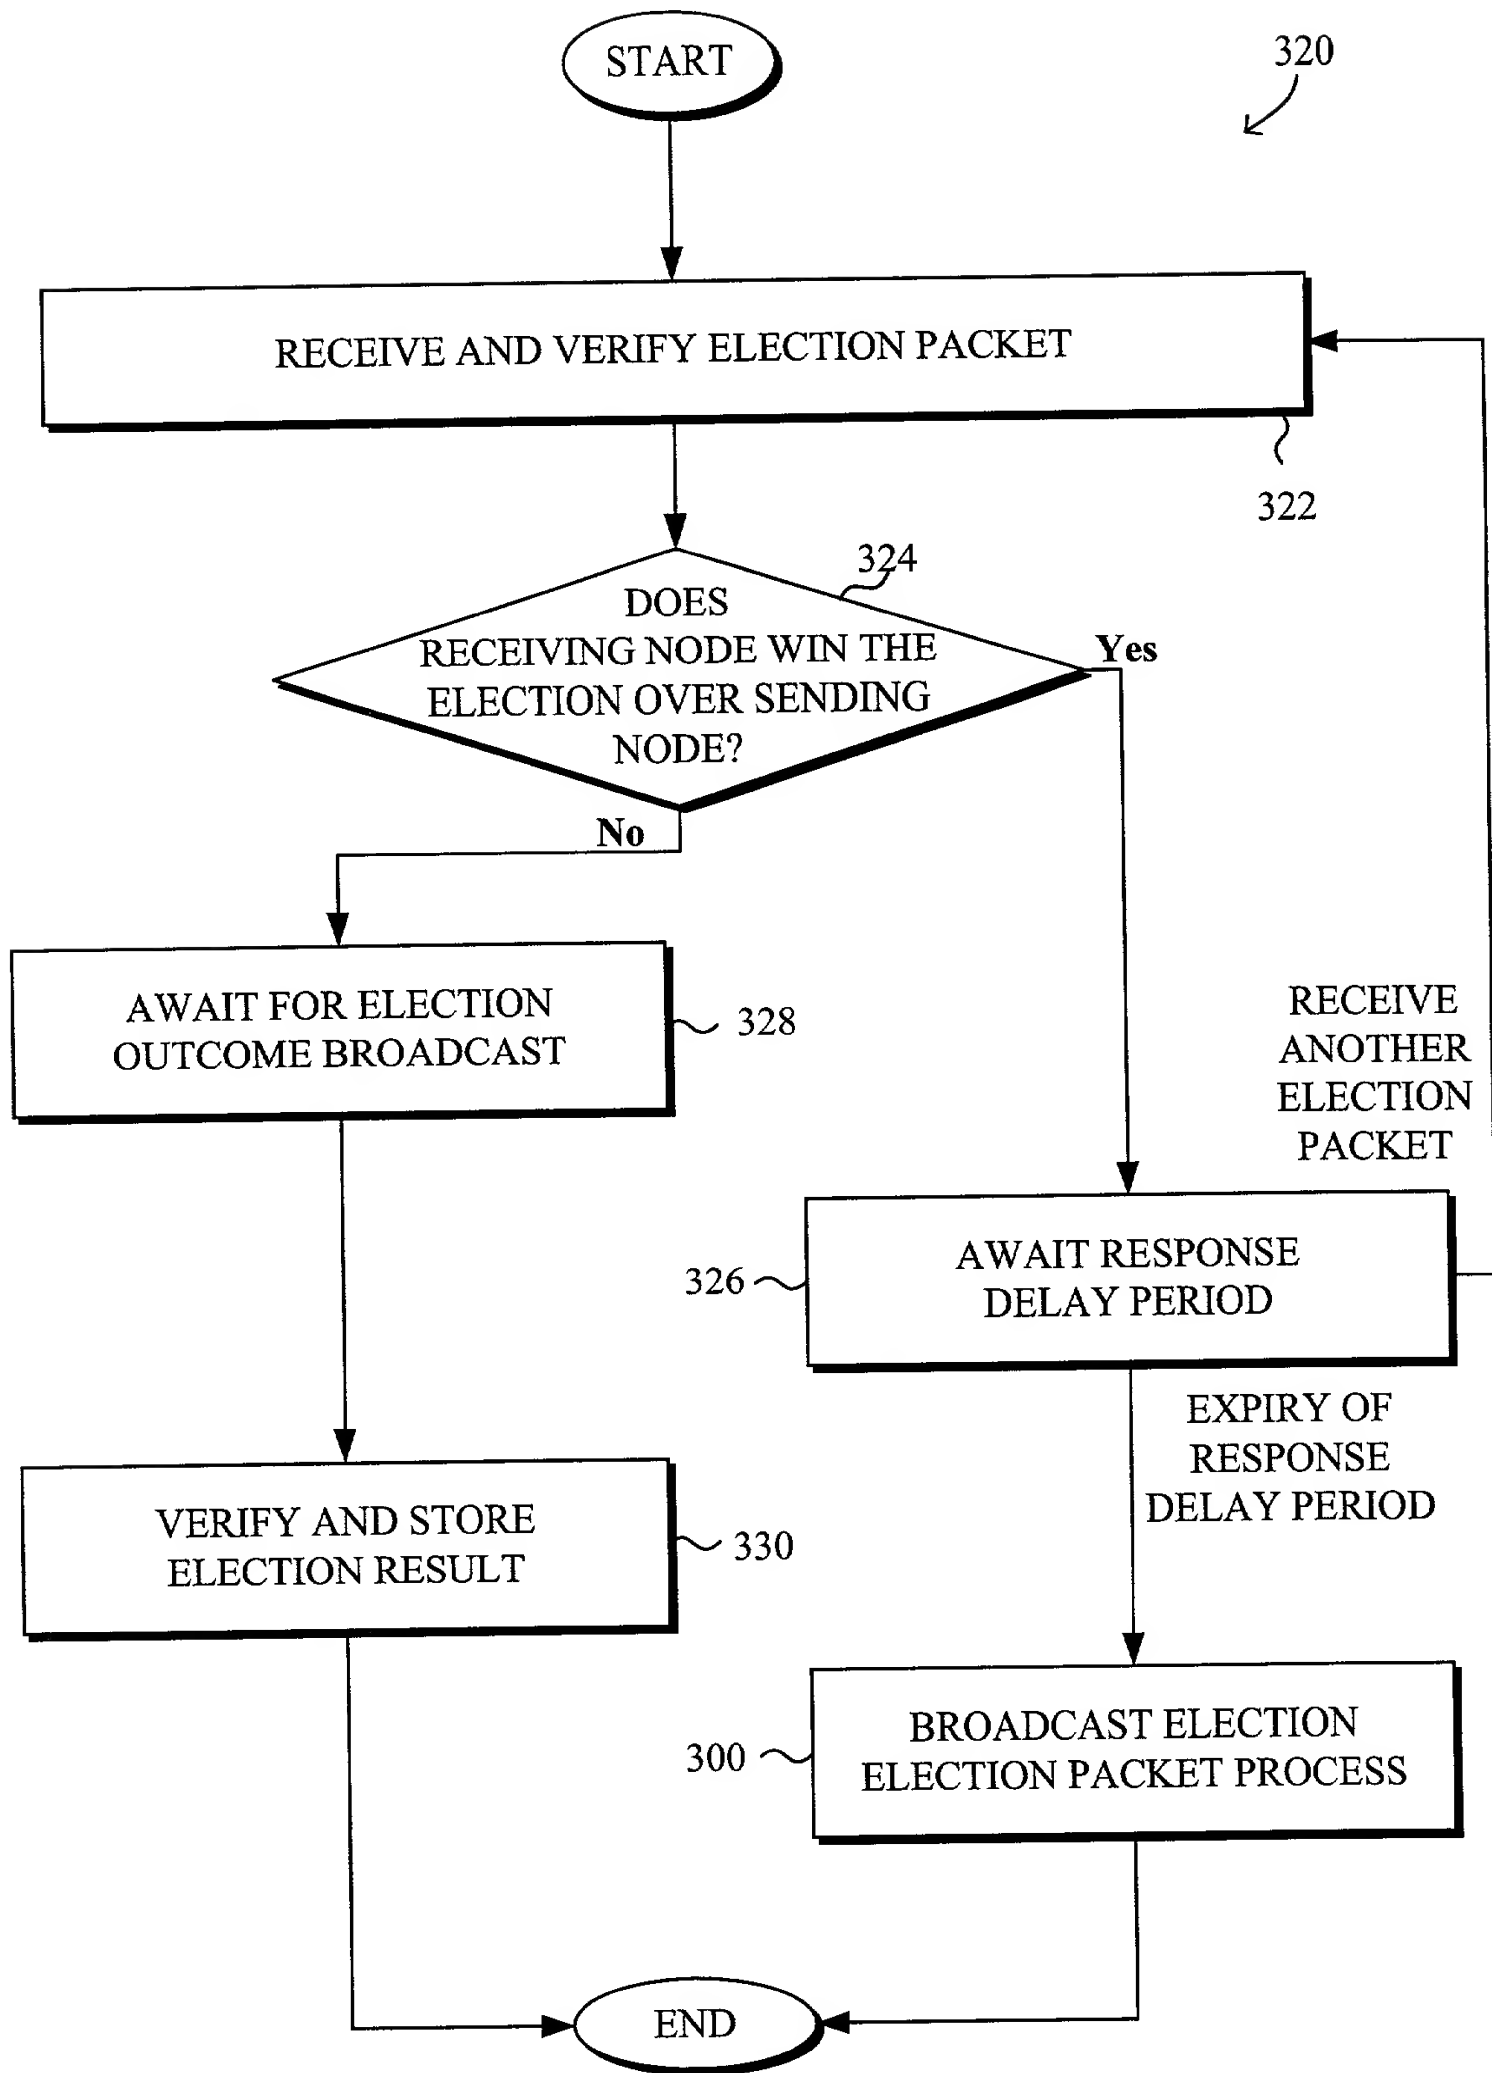 START
320
RECEIVE AND VERIFY ELECTION PACKET
322
324
DOES
RECEIVING NODE WIN THE
ELECTION OVER SENDING
NODE?
Yes
No
AWAIT FOR ELECTION
OUTCOME BROADCAST
328
RECEIVE
ANOTHER
ELECTION
PACKET
326
AWAIT RESPONSE
DELAY PERIOD
EXPIRY OF
RESPONSE
DELAY PERIOD
VERIFY AND STORE
ELECTION RESULT
330
300
BROADCAST ELECTION
ELECTION PACKET PROCESS
END